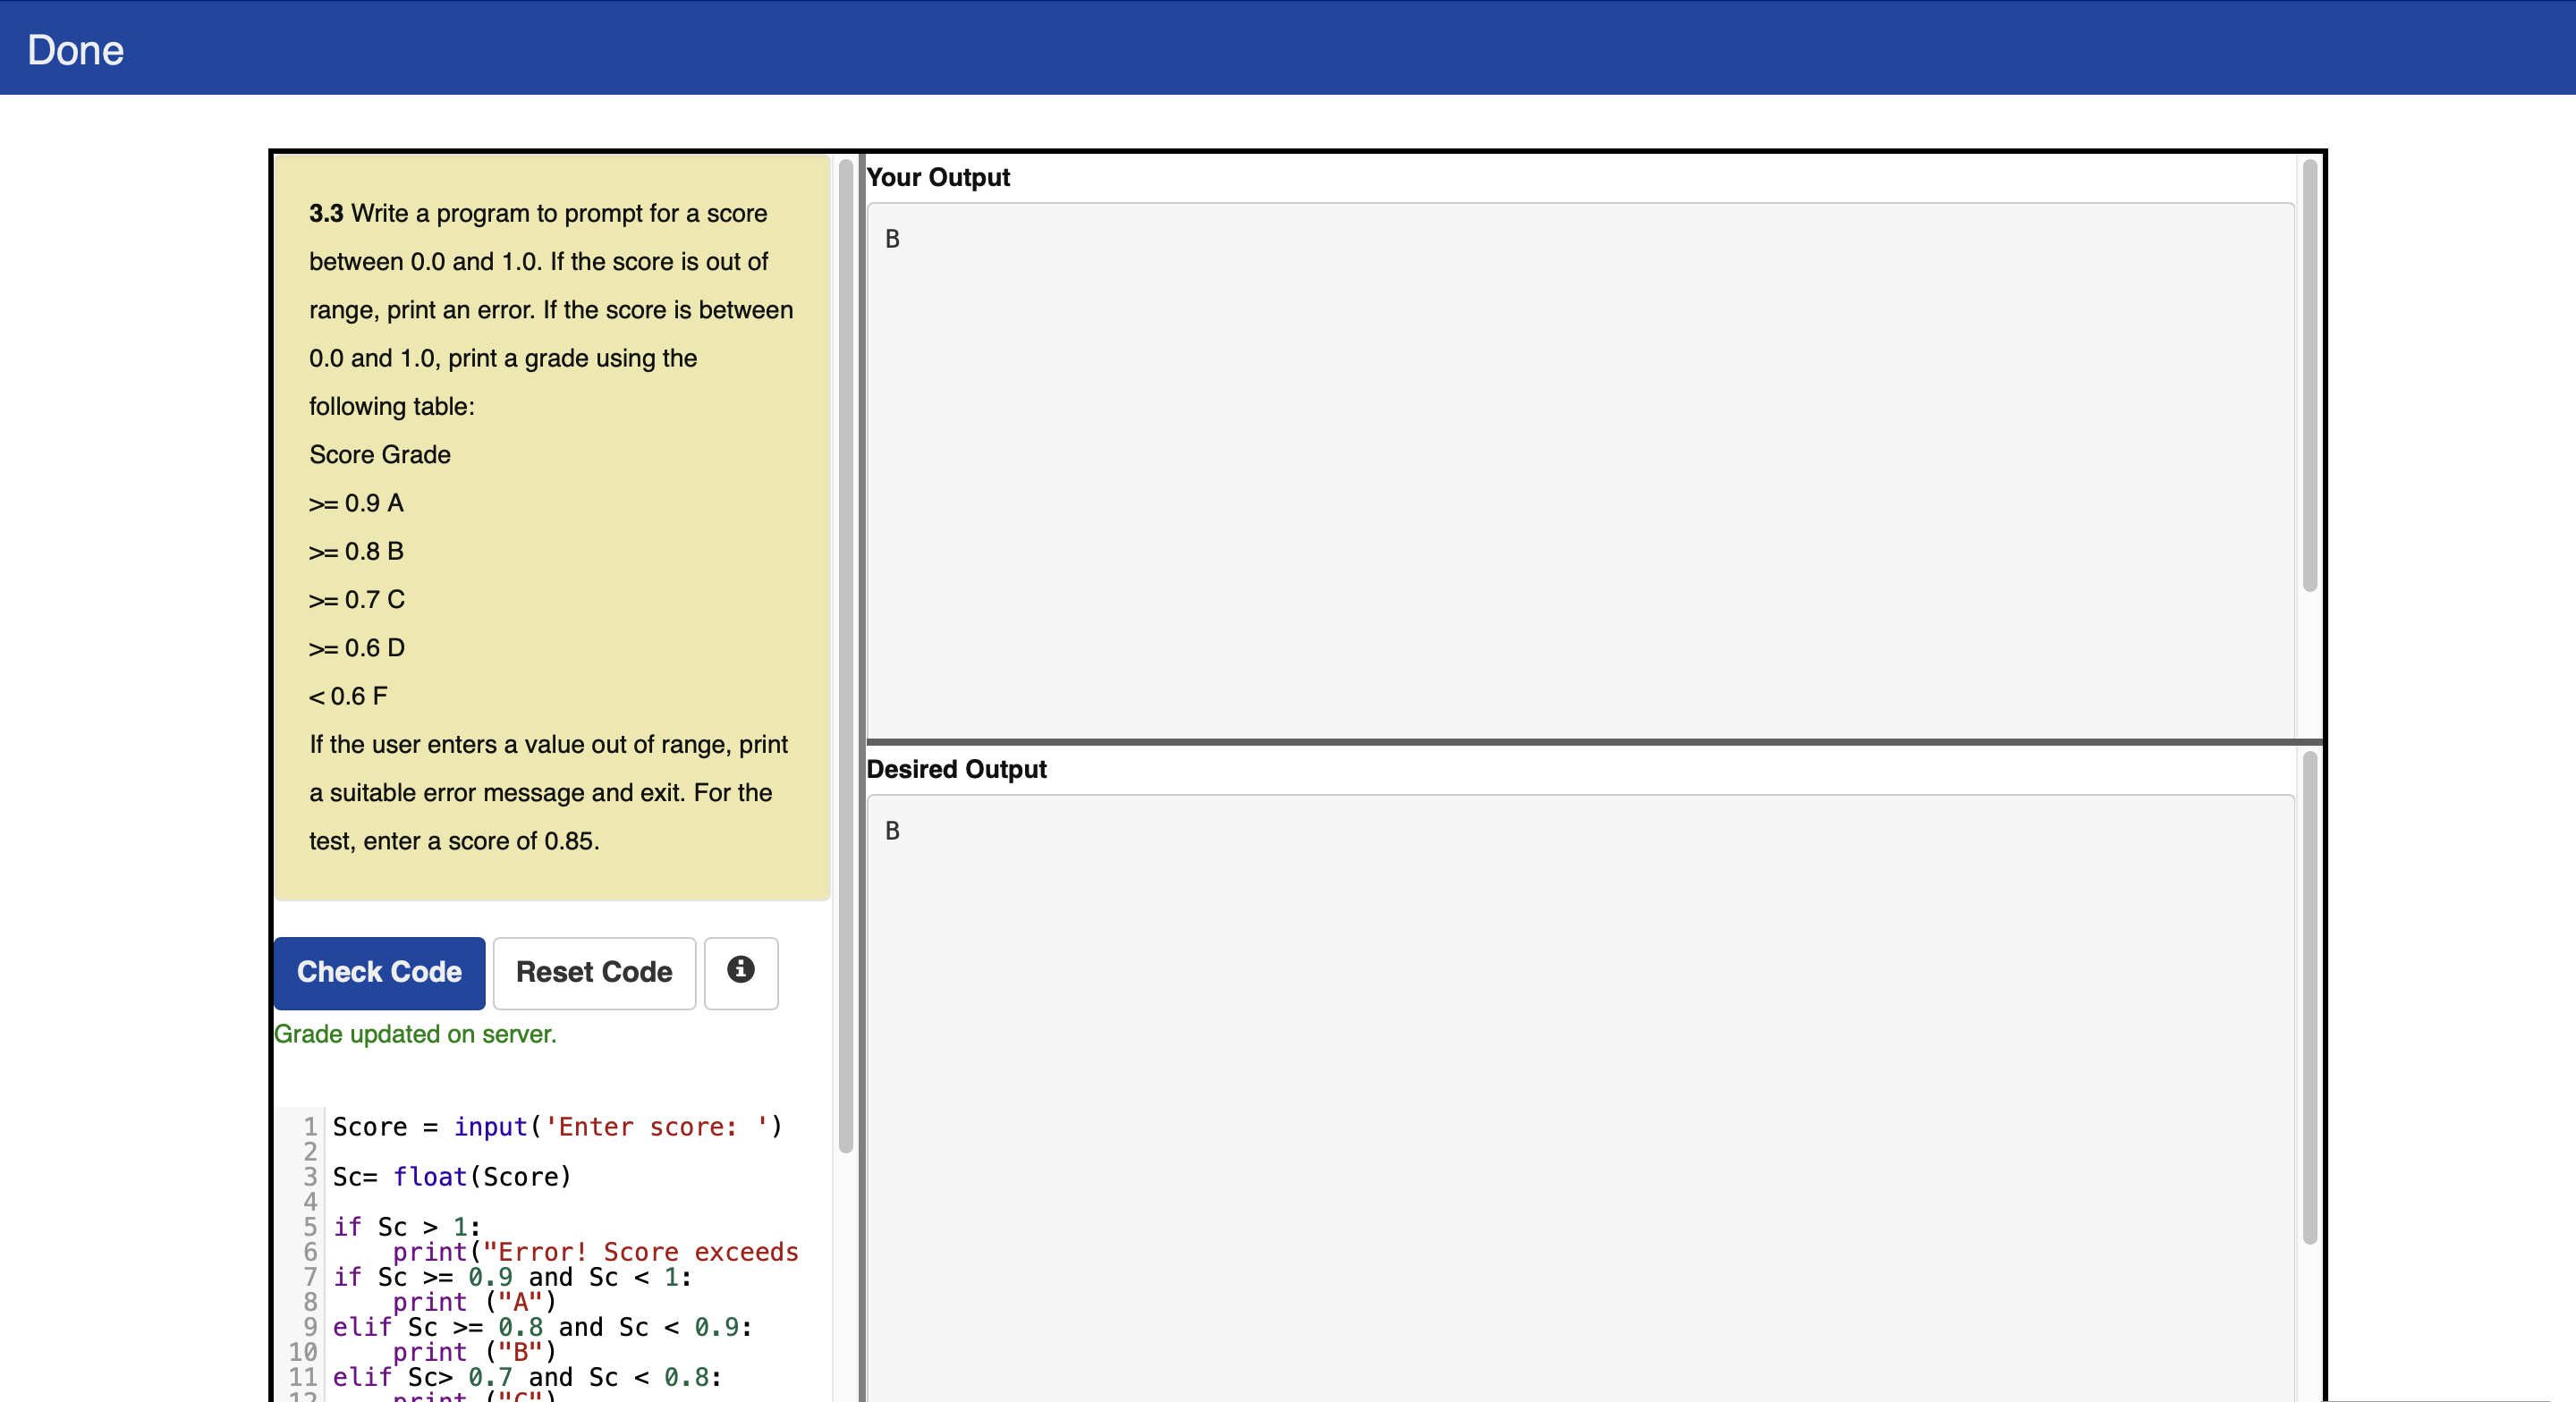 Done
3.3 Write a program to prompt for a score
between 0.0 and 1.0. If the score is out of
range, print an error. If the score is between
0.0 and 1.0, print a grade using the
following table:
Score Grade
>= 0.9 A
>= 0.8 B
>= 0.7 C
>= 0.6 D
< 0.6 F
If the user enters a value out of range, print
a suitable error message and exit. For the
test, enter a score of 0.85.
Check Code
Reset Code
Grade updated on server.
1 Score = input('Enter score: ')
2
3 Sc= float(Score)
4
5 if Sc > 1:
6     print("Error! Score exceeds
7 if Sc >= 0.9 and Sc < 1:
8     print ("A")
9 elif Sc >= 0.8 and Sc < 0.9:
10     print ("B")
11 elif Sc> 0.7 and Sc < 0.8:
12     print ("C")
Your Output
B
Desired Output
B